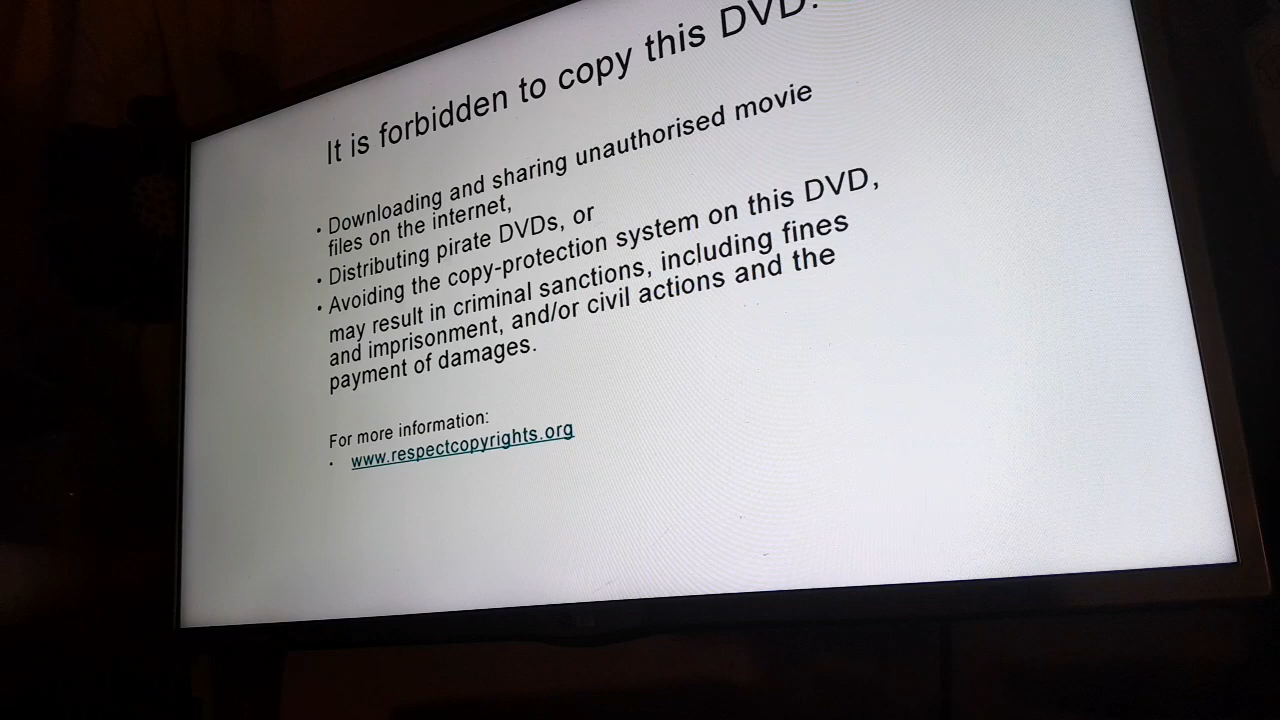 It is forbidden to copy this DVD.
• Downloading and sharing unauthorised movie
files on the internet,
• Distributing pirate DVDs, or
• Avoiding the copy-protection system on this DVD,
may result in criminal sanctions, including fines
and imprisonment, and/or civil actions and the
payment of damages.
For more information:
• www.respectcopyrights.org